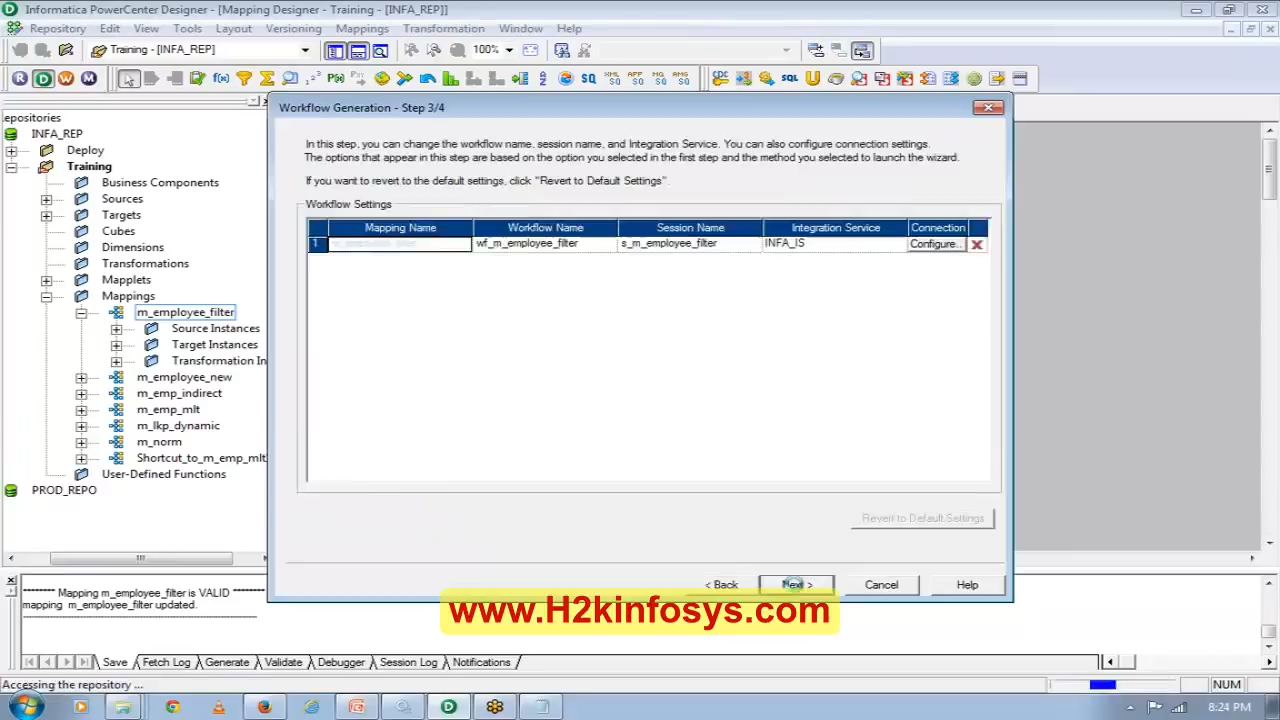 Informatica PowerCenter Designer - [Mapping Designer - Training - [INFA_REP]]
Repository Edit View Tools Layout Versioning Mappings Transformation Window Help
Training - [INFA_REP]
100%
epositories
INFA_REP
Deploy
Training
Business Components
Sources
Targets
Cubes
Dimensions
Transformations
Mapplets
Mappings
m_employee_filter
Source Instances
Target Instances
Transformation In
m_employee_new
m_emp_indirect
m_emp_mlt
m_lkp_dynamic
m_norm
Shortcut_to_m_emp_mlt
User-Defined Functions
PROD_REPO
Workflow Generation - Step 3/4
In this step, you can change the workflow name, session name, and Integration Service. You can also configure connection settings.
The options that appear in this step are based on the option you selected in the first step and the method you selected to launch the wizard.
If you want to revert to the default settings, click "Revert to Default Settings".
Workflow Settings
Mapping Name Workflow Name Session Name Integration Service Connection
1 m_employee_filter wf_m_employee_filter s_m_employee_filter INFA_IS Configure...
Revert to Default Settings
< Back Next > Cancel Help
-------- Mapping m_employee_filter is VALID --------
mapping m_employee_filter updated.
www.H2kinfosys.com
Save Fetch Log Generate Validate Debugger Session Log Notifications
Accessing the repository ...
NUM
8:24 PM